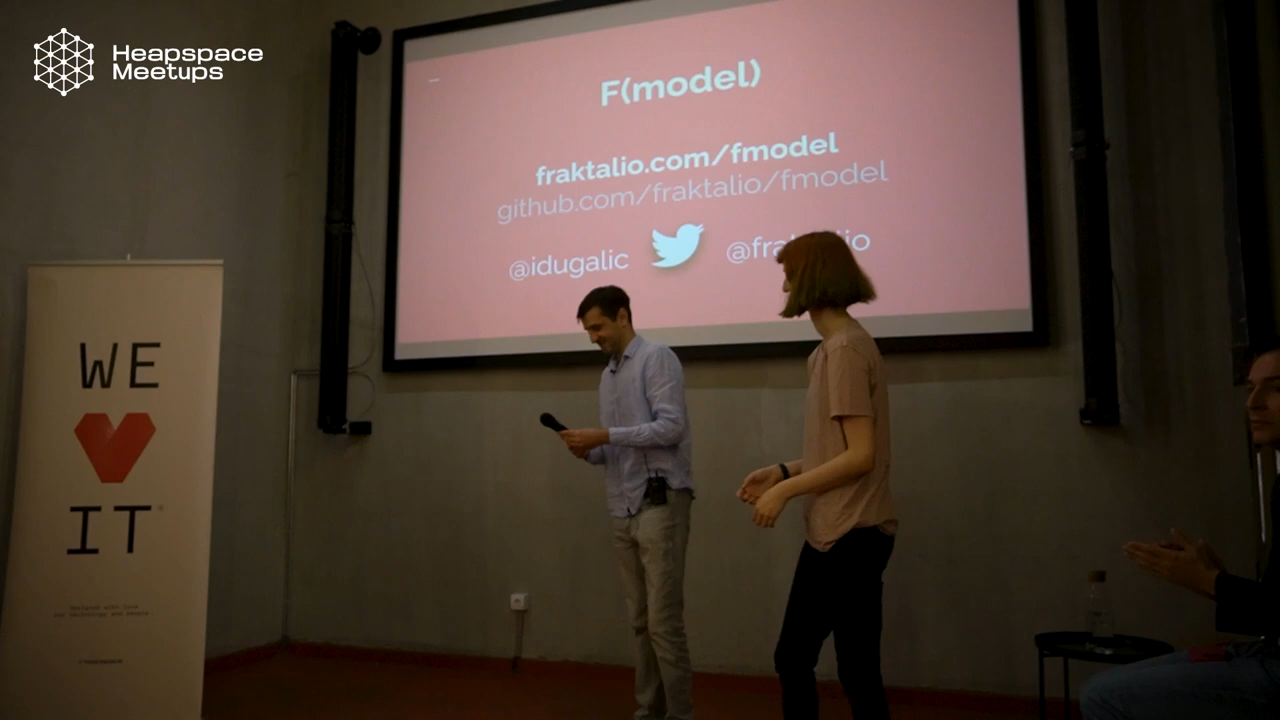 Heapspace
Meetups
F(model)
fraktalio.com/fmodel
github.com/fraktalio/fmodel
@idugalic
WE
IT